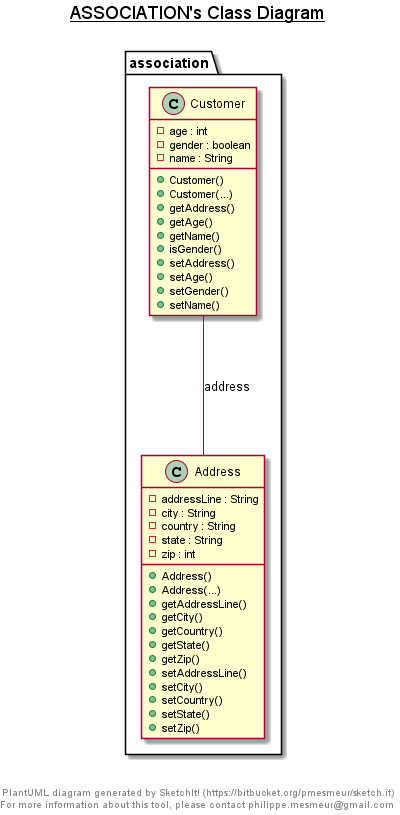 ASSOCIATION's Class Diagram
association
C Customer
age : int
gender : boolean
name : String
Customer()
Customer(...)
getAddress()
getAge()
getName()
isGender()
setAddress()
setAge()
setGender()
setName()
address
C Address
addressLine : String
city : String
country : String
state : String
zip : int
Address()
Address(...)
getAddressLine()
getCity()
getCountry()
getState()
getZip()
setAddressLine()
setCity()
setCountry()
setState()
setZip()
PlantUML diagram generated by SketchIt! (https://bitbucket.org/pmesmeur/sketch.it)
For more information about this tool, please contact philippe.mesmeur@gmail.com